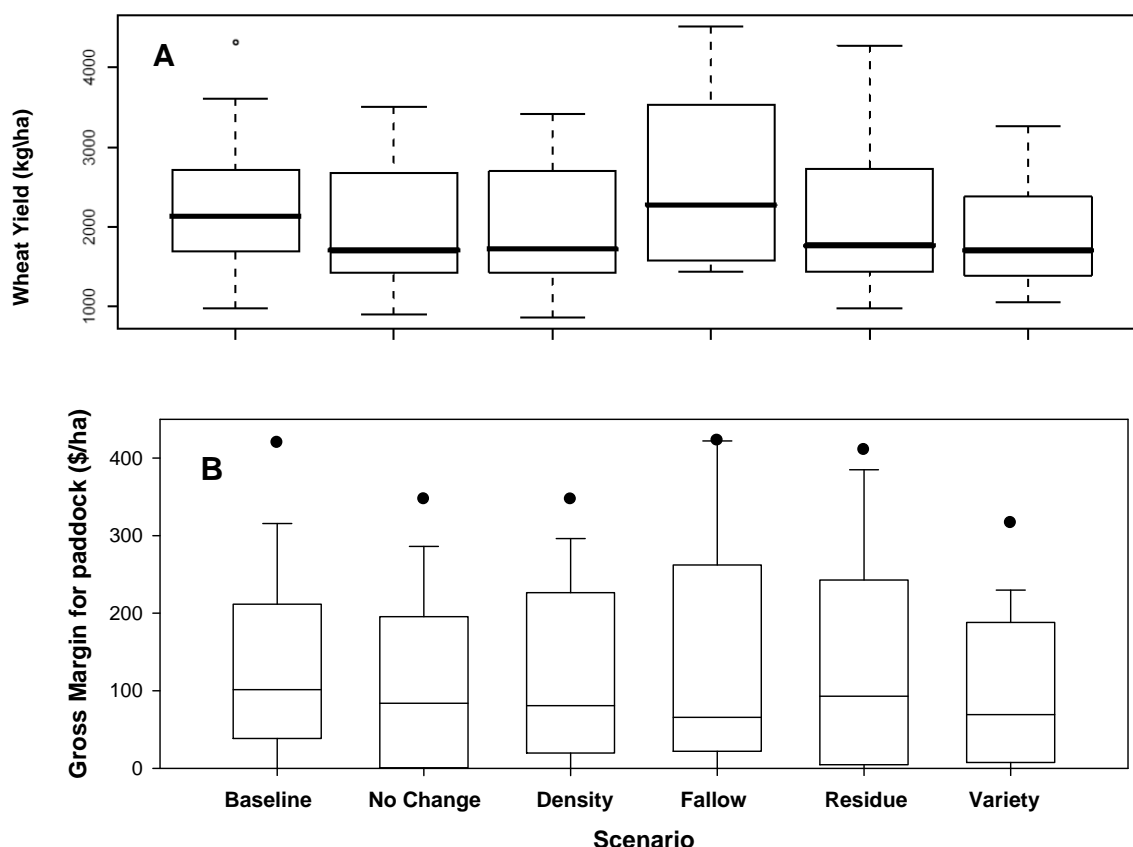 A
Wheat Yield (kg\ha)
4000
3000
2000
1000
B
Gross Margin for paddock ($/ha)
400
300
200
100
0
Baseline No Change Density Fallow Residue Variety
Scenario